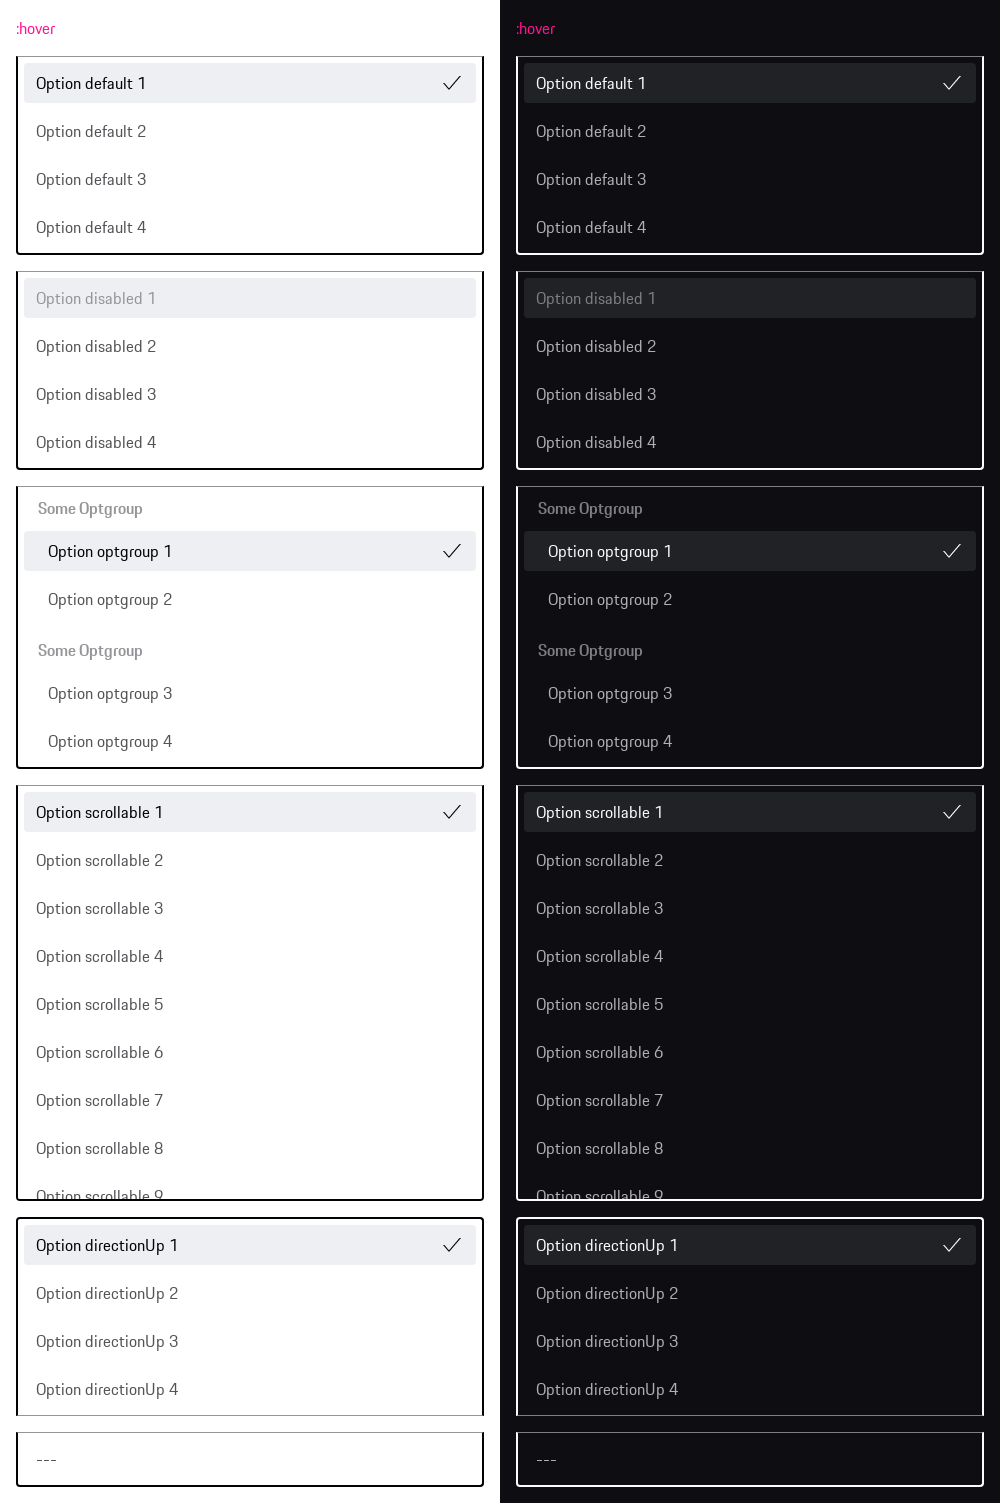 :hover
Option default 1
Option default 2
Option default 3
Option default 4
Option disabled 1
Option disabled 2
Option disabled 3
Option disabled 4
Some Optgroup
Option optgroup 1
Option optgroup 2
Some Optgroup
Option optgroup 3
Option optgroup 4
Option scrollable 1
Option scrollable 2
Option scrollable 3
Option scrollable 4
Option scrollable 5
Option scrollable 6
Option scrollable 7
Option scrollable 8
Option scrollable 9
Option directionUp 1
Option directionUp 2
Option directionUp 3
Option directionUp 4
---
:hover
Option default 1
Option default 2
Option default 3
Option default 4
Option disabled 1
Option disabled 2
Option disabled 3
Option disabled 4
Some Optgroup
Option optgroup 1
Option optgroup 2
Some Optgroup
Option optgroup 3
Option optgroup 4
Option scrollable 1
Option scrollable 2
Option scrollable 3
Option scrollable 4
Option scrollable 5
Option scrollable 6
Option scrollable 7
Option scrollable 8
Option scrollable 9
Option directionUp 1
Option directionUp 2
Option directionUp 3
Option directionUp 4
---